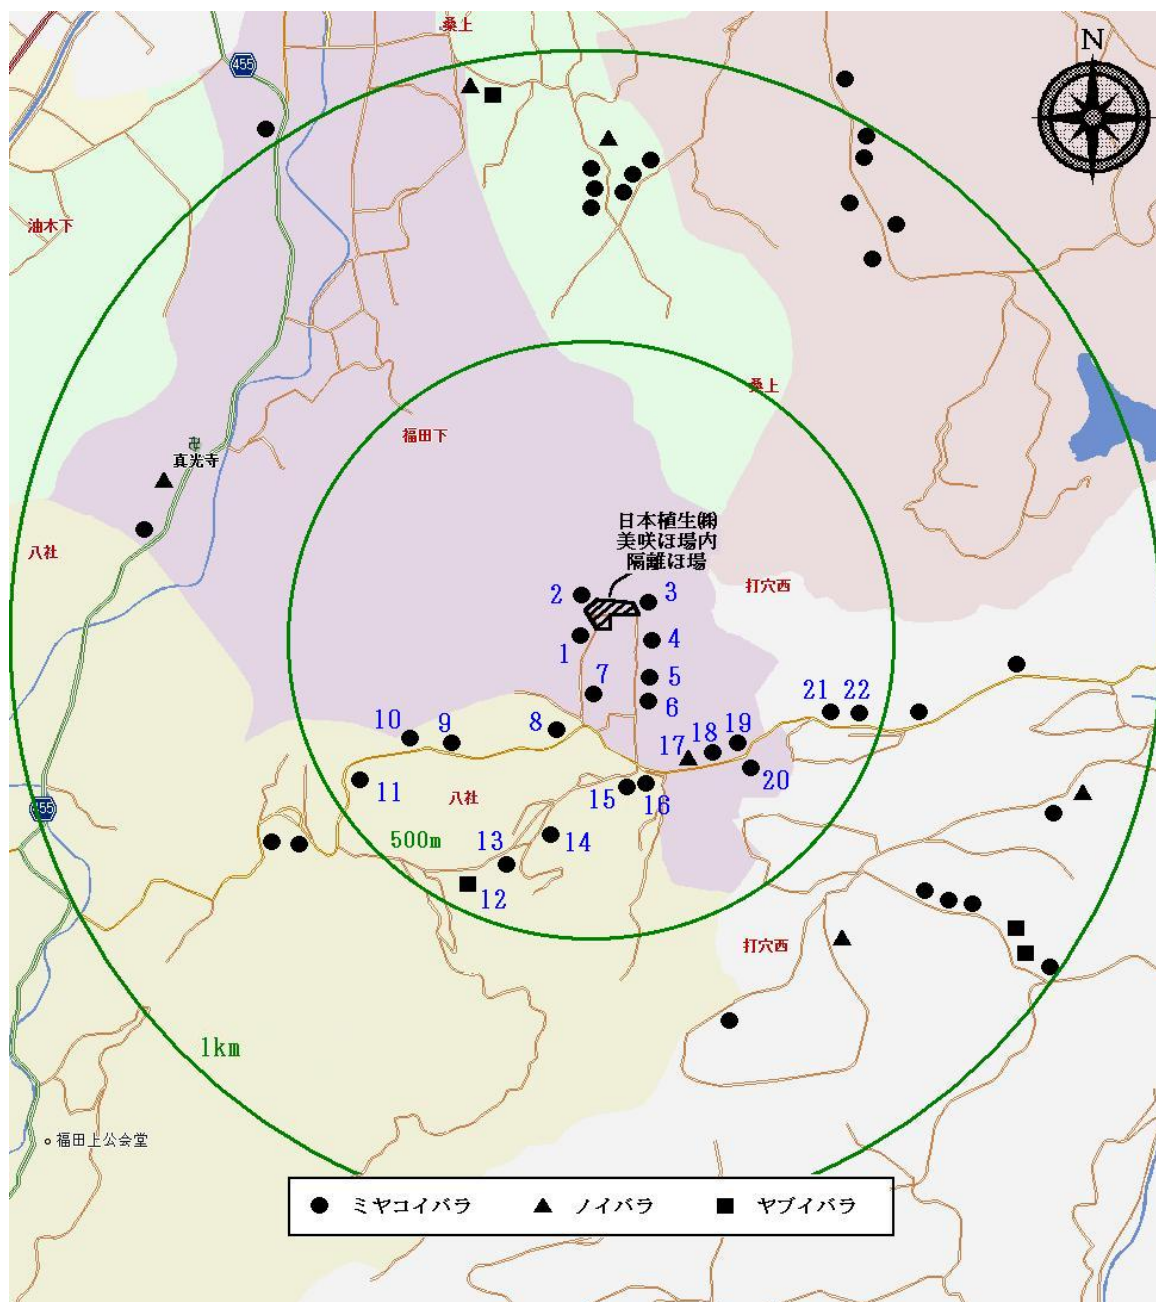 桑上
N
455
油木下
桑上
福田下
卍
真光寺
日本植生㈱
美咲ほ場内
隔離ほ場
八社
打穴西
2
3
1
4
5
7
6
21
22
10
9
8
17
18
19
11
20
八社
15
16
455
500m
13
14
12
打穴西
1km
福田上公会堂
ミヤコイバラ ノイバラ ヤブイバラ